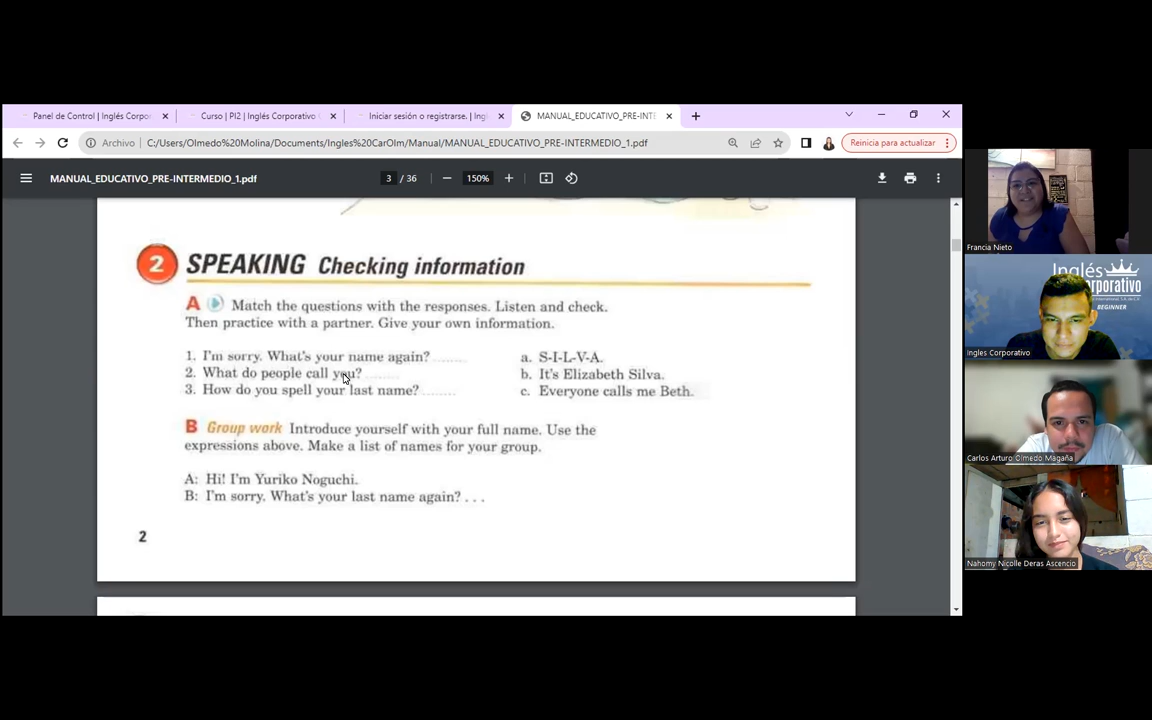 Panel de Control | Inglés Corpor
Curso | PI2 | Inglés Corporativo
Iniciar sesión o registrarse. | Ingl
MANUAL_EDUCATIVO_PRE-INTE
Archivo
C:/Users/Olmedo%20Molina/Documents/Ingles%20CarOlm/Manual/MANUAL_EDUCATIVO_PRE-INTERMEDIO_1.pdf
Reinicia para actualizar
MANUAL_EDUCATIVO_PRE-INTERMEDIO_1.pdf
3 / 36
150%
2 SPEAKING Checking information
A Match the questions with the responses. Listen and check.
Then practice with a partner. Give your own information.
1. I'm sorry. What's your name again? ........
2. What do people call you? ........
3. How do you spell your last name? ........
a. S-I-L-V-A.
b. It's Elizabeth Silva.
c. Everyone calls me Beth.
B Group work Introduce yourself with your full name. Use the
expressions above. Make a list of names for your group.
A: Hi! I'm Yuriko Noguchi.
B: I'm sorry. What's your last name again? . . .
2
Francia Nieto
Inglés
orporativo
BEGINNER
Ingles Corporativo
Carlos Arturo Olmedo Magaña
Nahomy Nicolle Deras Ascencio